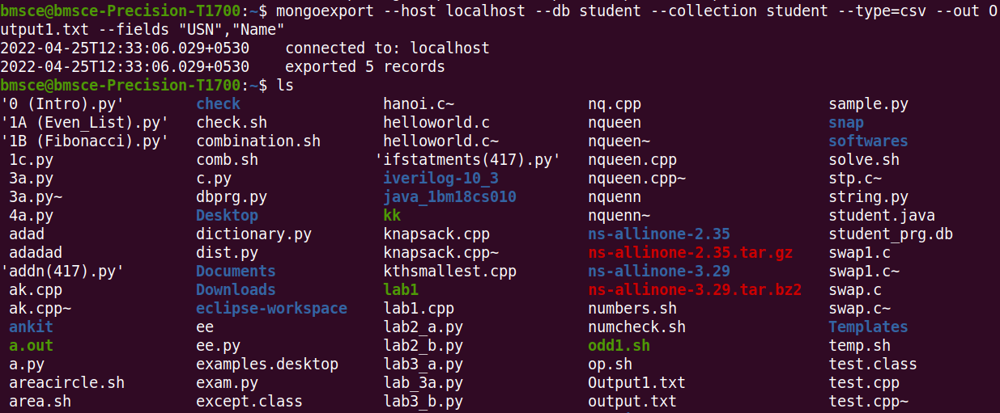 bmsce@bmsce-Precision-T1700:~$ mongoexport --host localhost --db student --collection student --type=csv --out O
utput1.txt --fields "USN","Name"
2022-04-25T12:33:06.029+0530    connected to: localhost
2022-04-25T12:33:06.029+0530    exported 5 records
bmsce@bmsce-Precision-T1700:~$ ls
'0 (Intro).py'        check                hanoi.c~               nq.cpp                     sample.py
'1A (Even_List).py'   check.sh             helloworld.c           nqueen                     snap
'1B (Fibonacci).py'   combination.sh       helloworld.c~          nqueen~                    softwares
 1c.py                comb.sh             'ifstatments(417).py'   nqueen.cpp                 solve.sh
 3a.py                c.py                 iverilog-10_3          nqueen.cpp~                stp.c~
 3a.py~               dbprg.py             java_1bm18cs010        nquenn                     string.py
 4a.py                Desktop              kk                     nquenn~                    student.java
 adad                 dictionary.py        knapsack.cpp           ns-allinone-2.35           student_prg.db
 adadad               dist.py              knapsack.cpp~          ns-allinone-2.35.tar.gz    swap1.c
'addn(417).py'        Documents            kthsmallest.cpp        ns-allinone-3.29           swap1.c~
 ak.cpp               Downloads            lab1                   ns-allinone-3.29.tar.bz2   swap.c
 ak.cpp~              eclipse-workspace    lab1.cpp               numbers.sh                 swap.c~
 ankit                ee                   lab2_a.py              numcheck.sh                Templates
 a.out                ee.py                lab2_b.py              odd1.sh                    temp.sh
 a.py                 examples.desktop     lab3_a.py              op.sh                      test.class
 areacircle.sh        exam.py              lab_3a.py              Output1.txt                test.cpp
 area.sh              except.class         lab3_b.py              output.txt                 test.cpp~